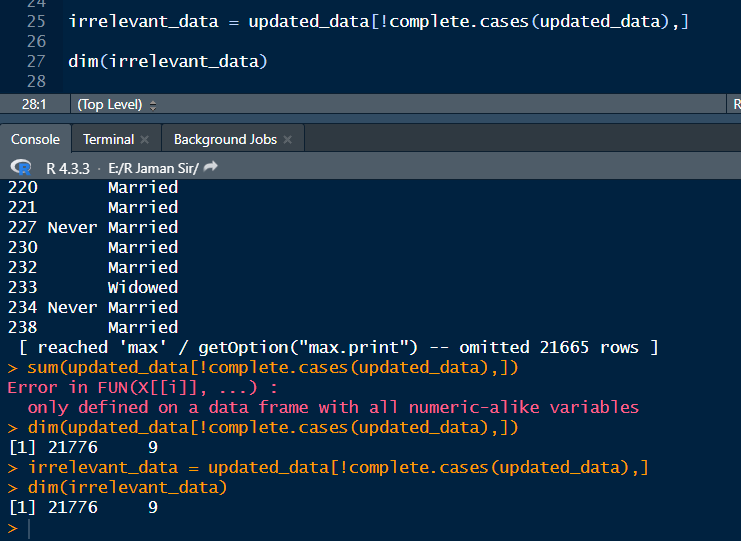 24
25 irrelevant_data = updated_data[!complete.cases(updated_data),]
26
27 dim(irrelevant_data)
28
28:1 (Top Level) R
Console Terminal × Background Jobs ×
R R 4.3.3 · E:/R Jaman Sir/
220 Married
221 Married
227 Never Married
230 Married
232 Married
233 Widowed
234 Never Married
238 Married
[ reached 'max' / getOption("max.print") -- omitted 21665 rows ]
> sum(updated_data[!complete.cases(updated_data),])
Error in FUN(X[[i]], ...) :
only defined on a data frame with all numeric-alike variables
> dim(updated_data[!complete.cases(updated_data),])
[1] 21776 9
> irrelevant_data = updated_data[!complete.cases(updated_data),]
> dim(irrelevant_data)
[1] 21776 9
>